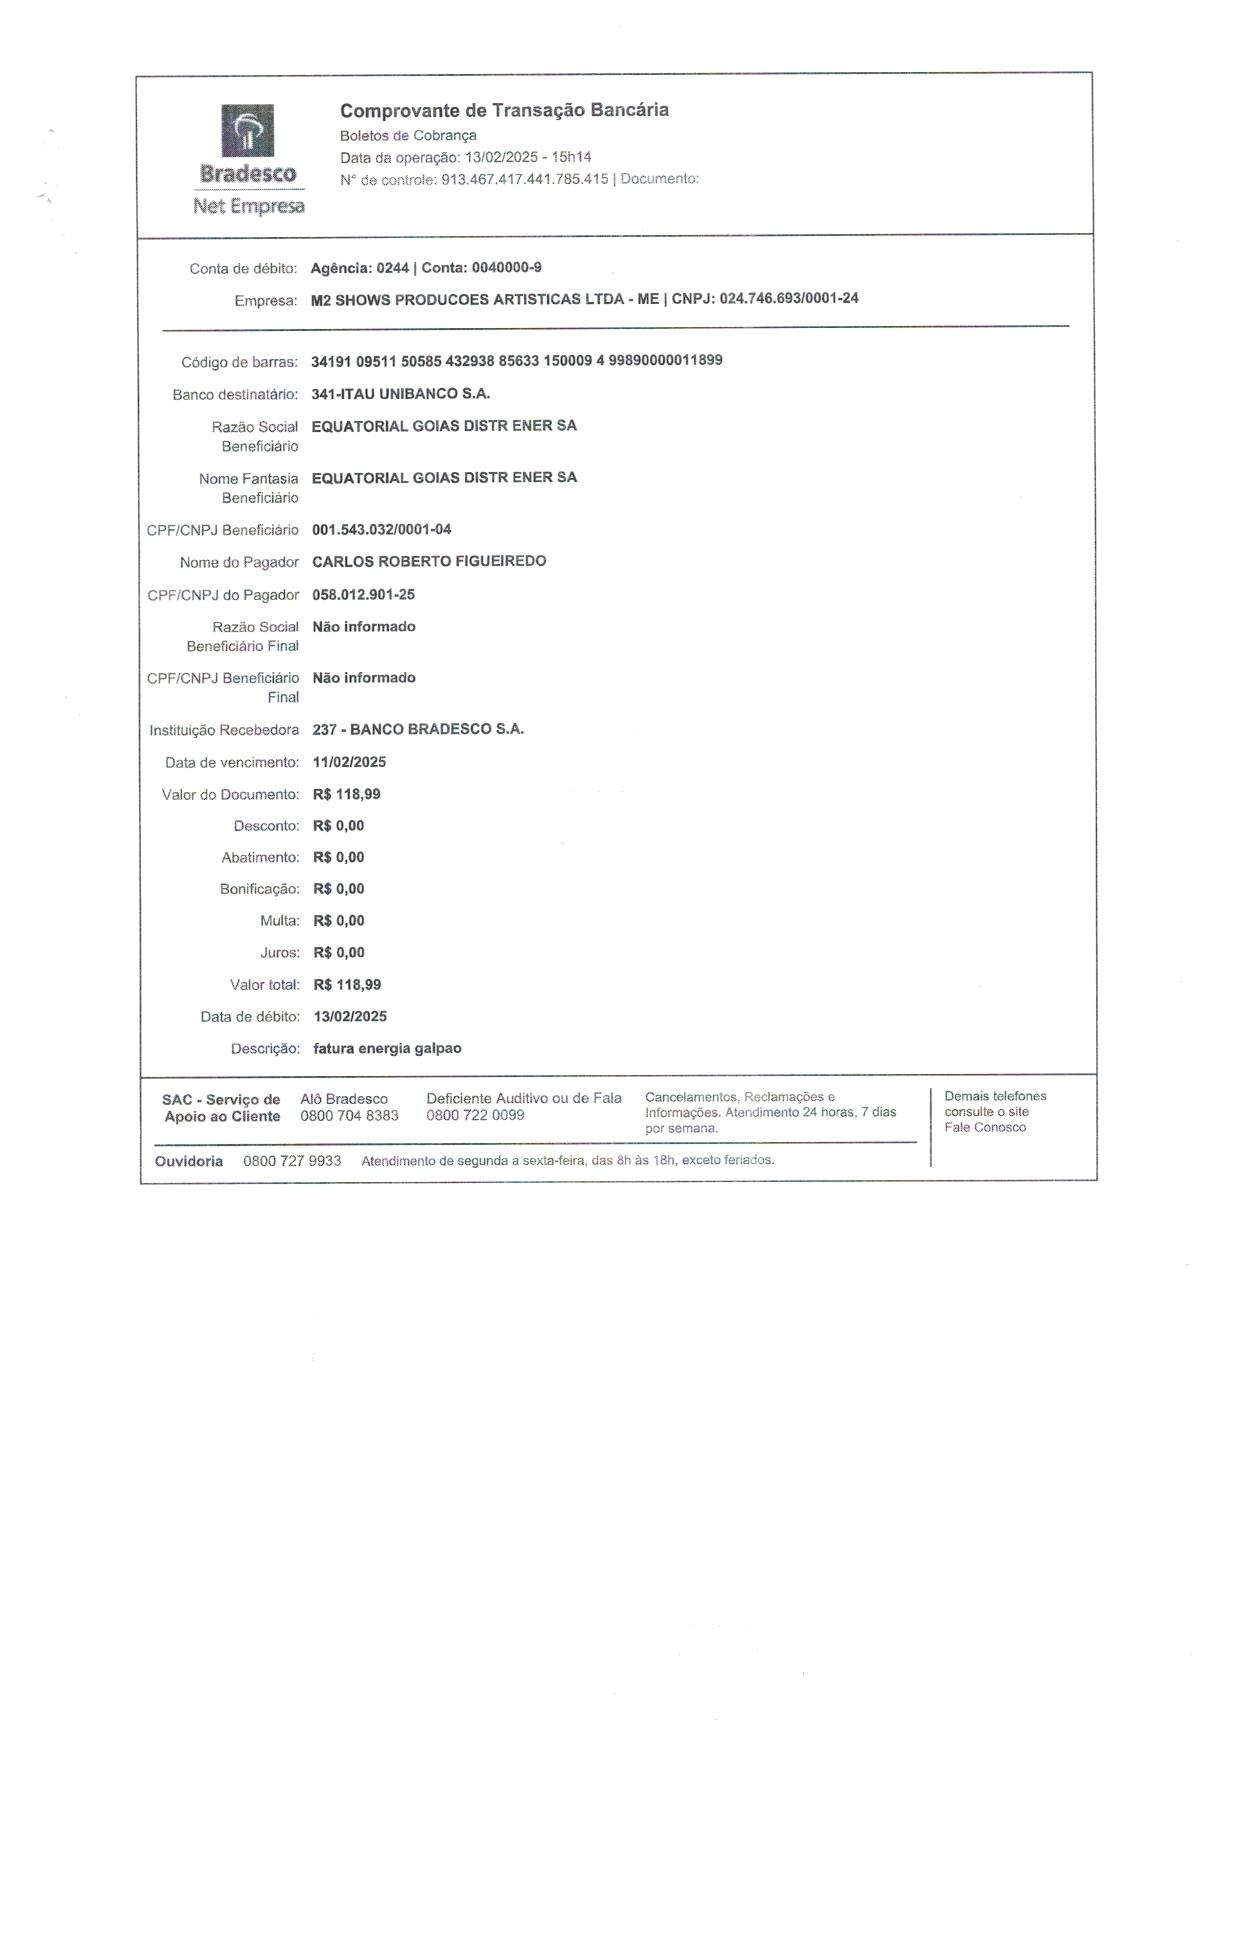 Bradesco
Net Empresa
Comprovante de Transação Bancária
Boletos de Cobrança
Data da operação: 13/02/2025 - 15h14
N° de controle: 913.467.417.441.785.415 | Documento:
Conta de débito: Agência: 0244 | Conta: 0040000-9
Empresa: M2 SHOWS PRODUCOES ARTISTICAS LTDA - ME | CNPJ: 024.746.693/0001-24
Código de barras: 34191 09511 50585 432938 85633 150009 4 99890000011899
Banco destinatário: 341-ITAU UNIBANCO S.A.
Razão Social EQUATORIAL GOIAS DISTR ENER SA
Beneficiário
Nome Fantasia EQUATORIAL GOIAS DISTR ENER SA
Beneficiário
CPF/CNPJ Beneficiário 001.543.032/0001-04
Nome do Pagador CARLOS ROBERTO FIGUEIREDO
CPF/CNPJ do Pagador 058.012.901-25
Razão Social Não informado
Beneficiário Final
CPF/CNPJ Beneficiário Não informado
Final
Instituição Recebedora 237 - BANCO BRADESCO S.A.
Data de vencimento: 11/02/2025
Valor do Documento: R$ 118,99
Desconto: R$ 0,00
Abatimento: R$ 0,00
Bonificação: R$ 0,00
Multa: R$ 0,00
Juros: R$ 0,00
Valor total: R$ 118,99
Data de débito: 13/02/2025
Descrição: fatura energia galpao
SAC - Serviço de
Apoio ao Cliente
Alô Bradesco
0800 704 8383
Deficiente Auditivo ou de Fala
0800 722 0099
Cancelamentos, Reclamações e
Informações. Atendimento 24 horas, 7 dias
por semana.
Demais telefones
consulte o site
Fale Conosco
Ouvidoria 0800 727 9933 Atendimento de segunda a sexta-feira, das 8h às 18h, exceto feriados.